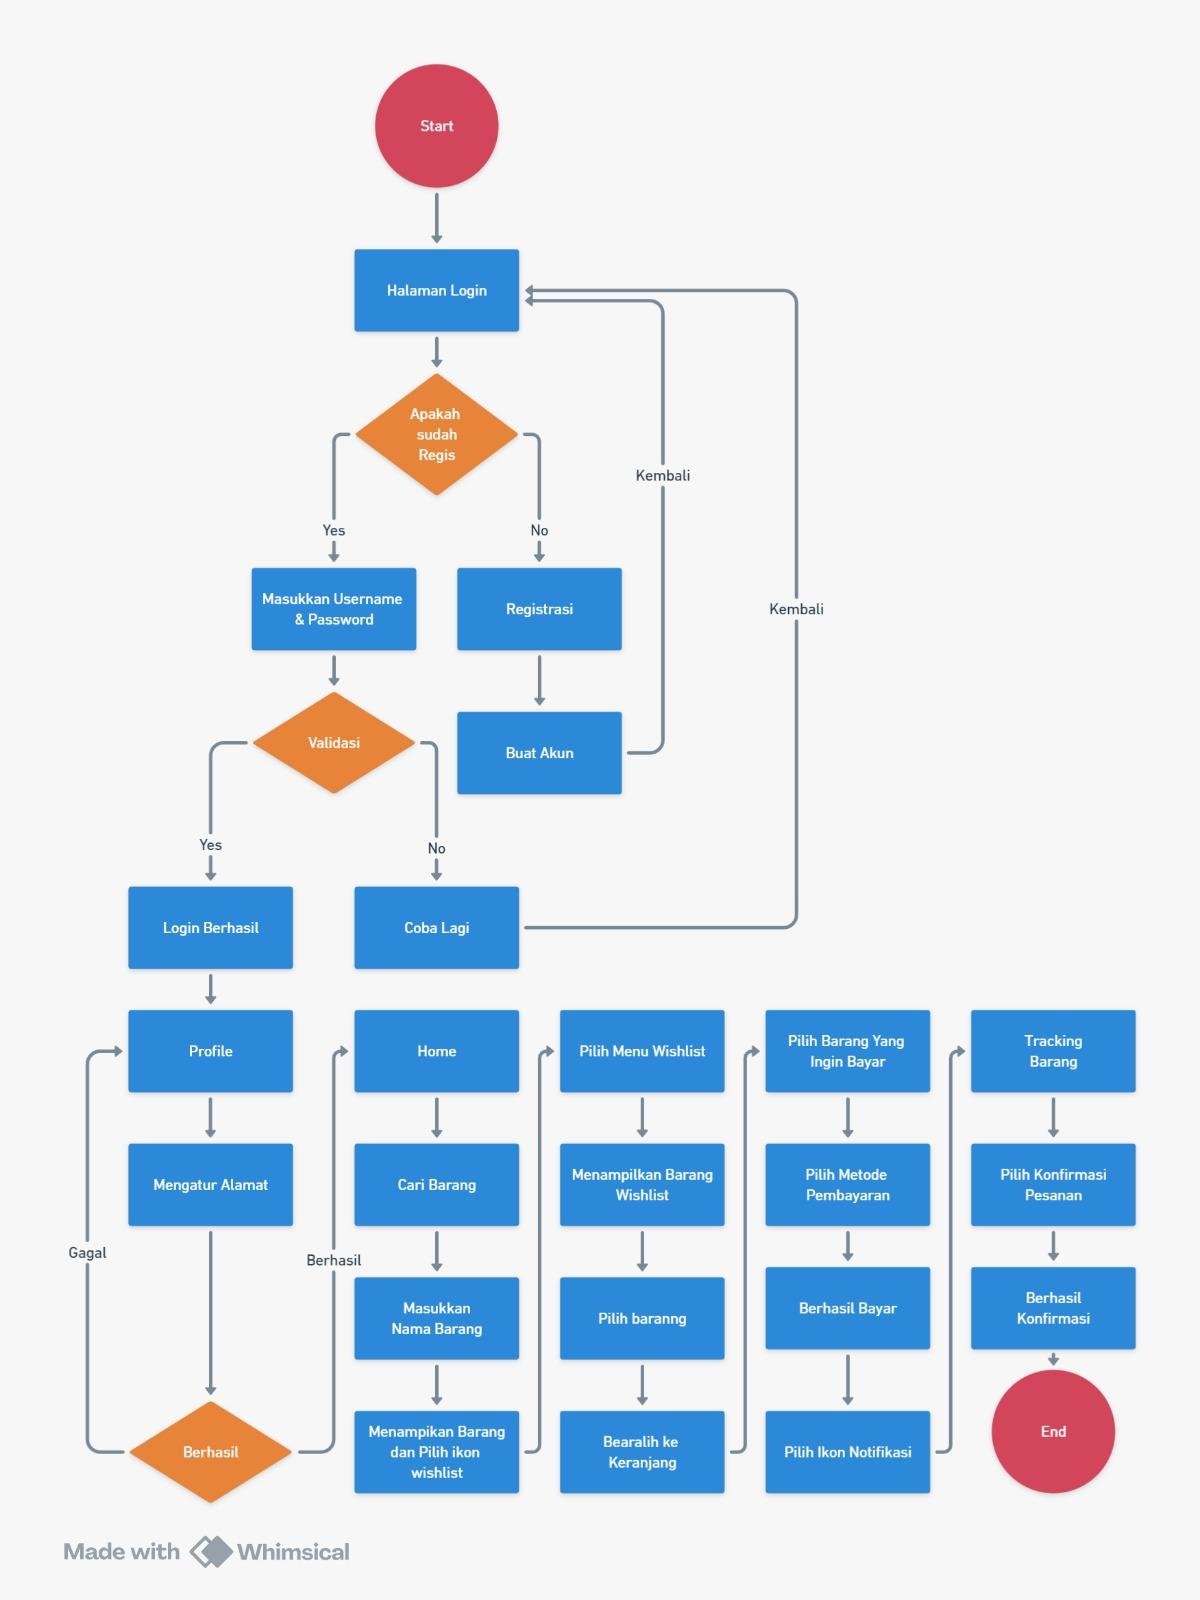 Start
Halaman Login
Apakah
sudah
Regis
Kembali
Yes
No
Masukkan Username
& Password
Registrasi
Kembali
Validasi
Buat Akun
Yes
No
Login Berhasil
Coba Lagi
Profile
Home
Pilih Menu Wishlist
Pilih Barang Yang
Ingin Bayar
Tracking
Barang
Mengatur Alamat
Cari Barang
Menampilkan Barang
Wishlist
Pilih Metode
Pembayaran
Pilih Konfirmasi
Pesanan
Gagal
Berhasil
Masukkan
Nama Barang
Pilih baranng
Berhasil Bayar
Berhasil
Konfirmasi
Berhasil
Menampikan Barang
dan Pilih ikon
wishlist
Bearalih ke
Keranjang
Pilih Ikon Notifikasi
End
Made with Whimsical